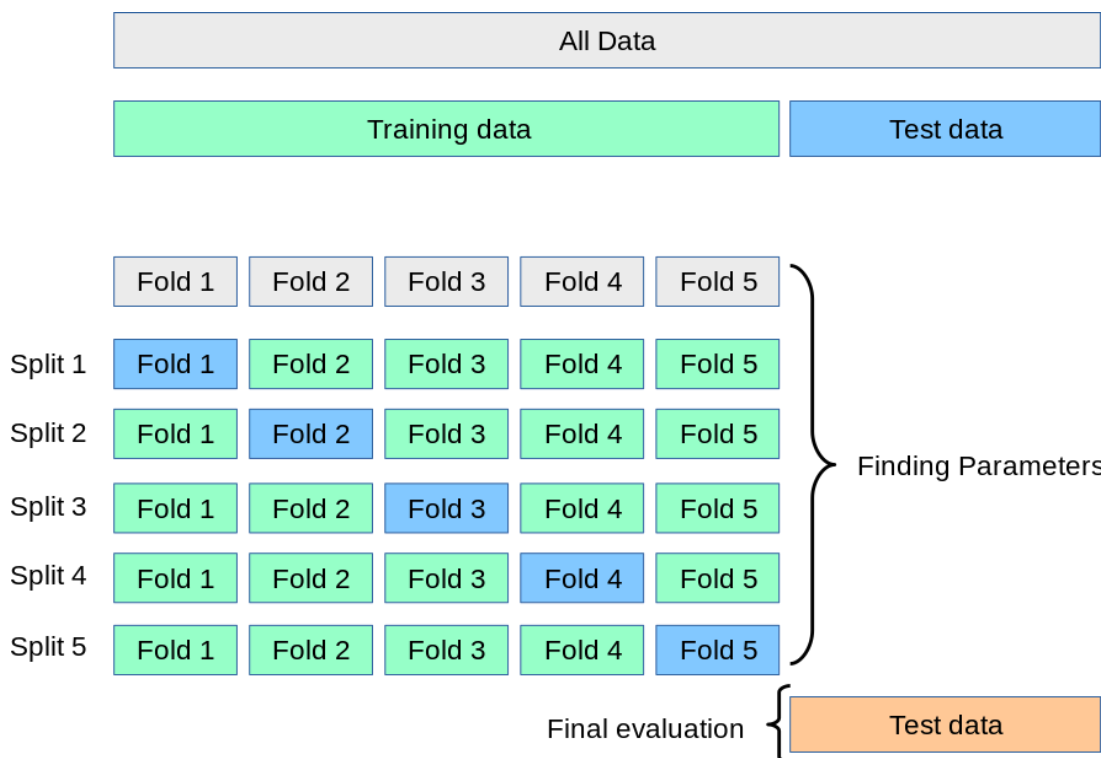 All Data
Training data Test data
Fold 1 Fold 2 Fold 3 Fold 4 Fold 5
Split 1 Fold 1 Fold 2 Fold 3 Fold 4 Fold 5
Split 2 Fold 1 Fold 2 Fold 3 Fold 4 Fold 5
Finding Parameters
Split 3 Fold 1 Fold 2 Fold 3 Fold 4 Fold 5
Split 4 Fold 1 Fold 2 Fold 3 Fold 4 Fold 5
Split 5 Fold 1 Fold 2 Fold 3 Fold 4 Fold 5
Final evaluation Test data